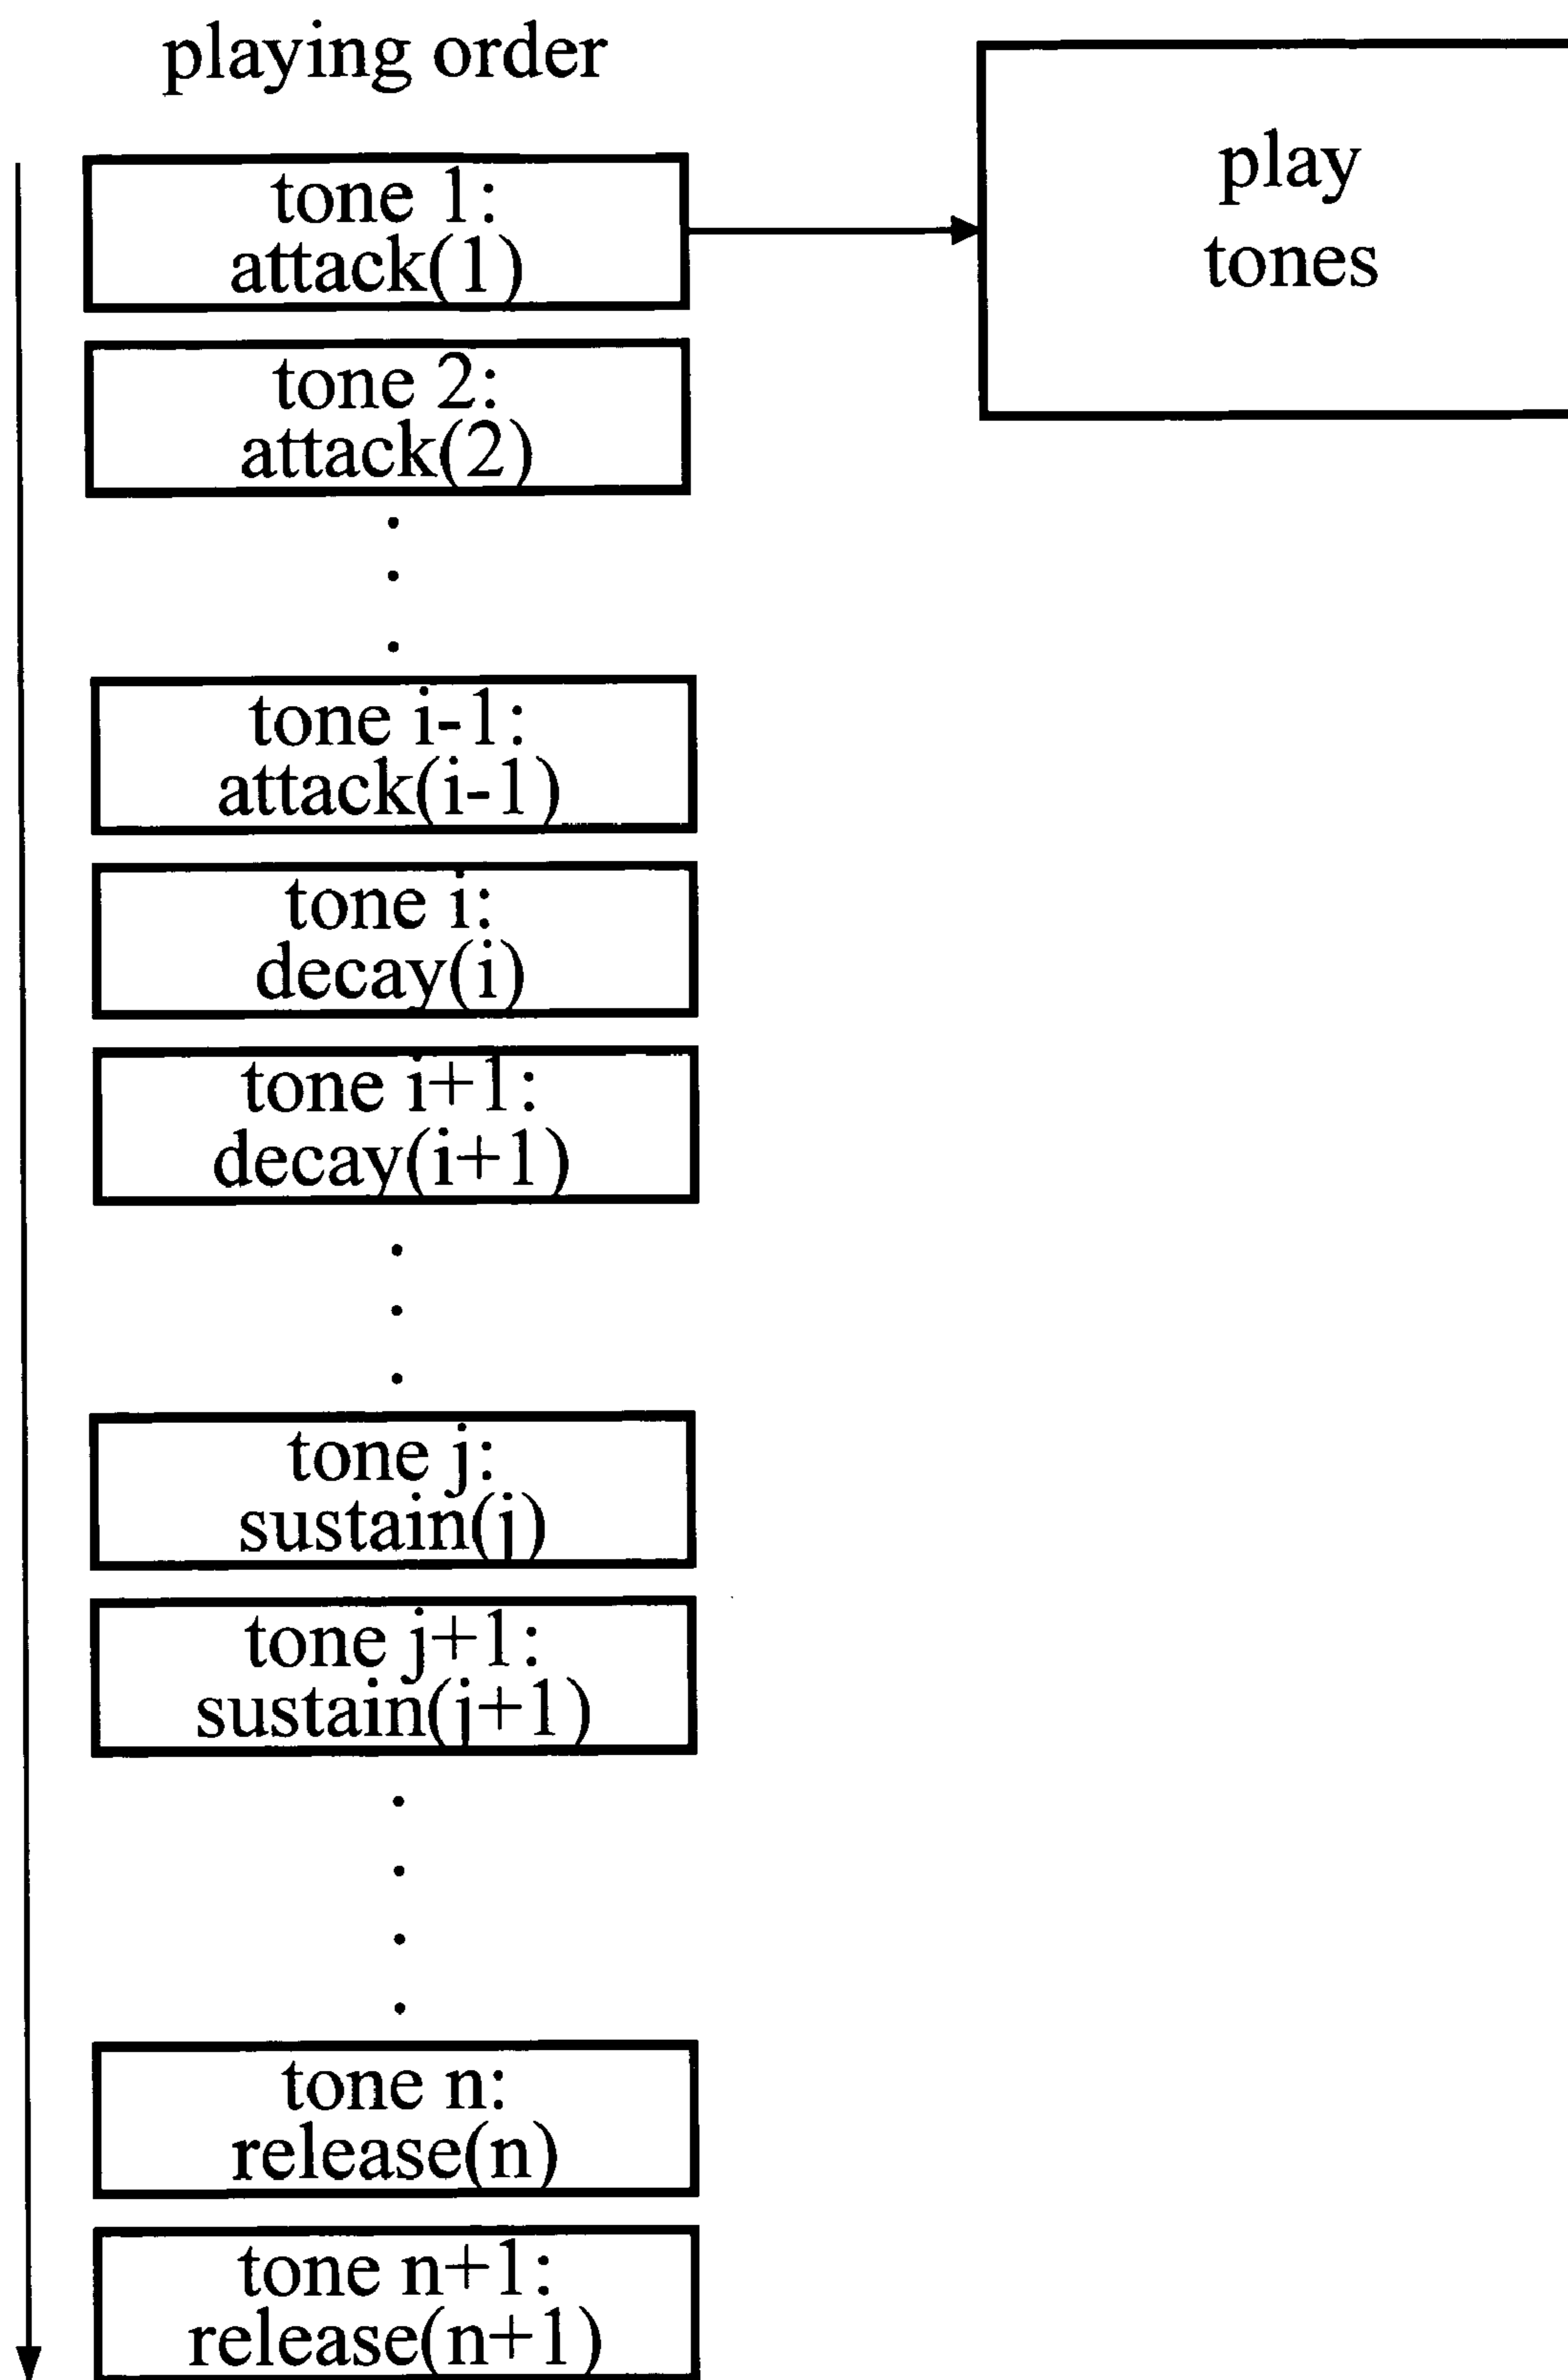 playing order
play
tones
tone 1:
attack(1)
tone 2:
attack(2)
tone i-1:
attack(i-1)
tone i:
decay(i)
tone i+1:
decay(i+1)
tone j:
sustain(j)
tone j+1:
sustain(j+1)
tone n:
release(n)
tone n+1:
release(n+1)